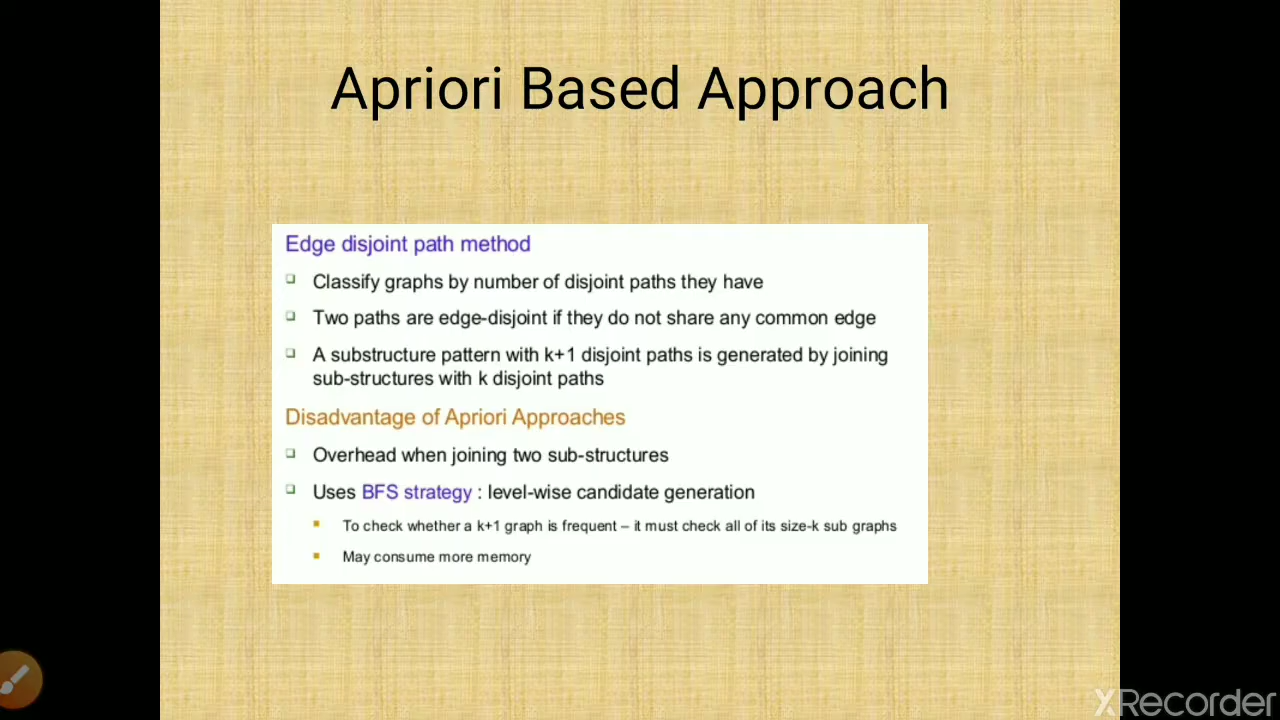 Apriori Based Approach
Edge disjoint path method
Classify graphs by number of disjoint paths they have
Two paths are edge-disjoint if they do not share any common edge
A substructure pattern with k+1 disjoint paths is generated by joining
sub-structures with k disjoint paths
Disadvantage of Apriori Approaches
Overhead when joining two sub-structures
Uses BFS strategy : level-wise candidate generation
To check whether a k+1 graph is frequent – it must check all of its size-k sub graphs
May consume more memory
XRecorder